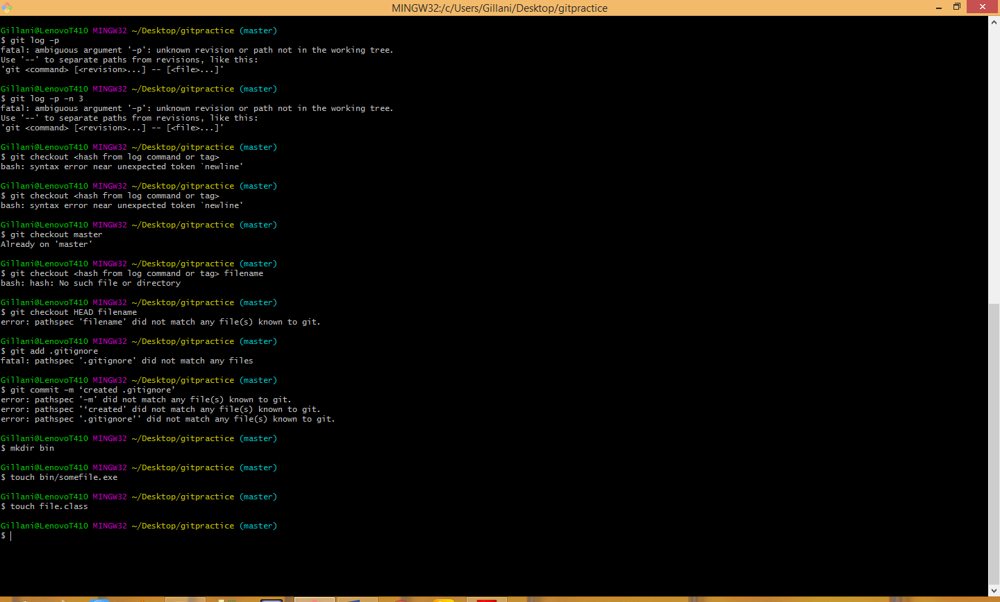 MINGW32:/c/Users/Gillani/Desktop/gitpractice
Gillani@LenovoT410 MINGW32 ~/Desktop/gitpractice (master)
$ git log –p
fatal: ambiguous argument '–p': unknown revision or path not in the working tree.
Use '--' to separate paths from revisions, like this:
'git <command> [<revision>...] -- [<file>...]'
Gillani@LenovoT410 MINGW32 ~/Desktop/gitpractice (master)
$ git log –p –n 3
fatal: ambiguous argument '–p': unknown revision or path not in the working tree.
Use '--' to separate paths from revisions, like this:
'git <command> [<revision>...] -- [<file>...]'
Gillani@LenovoT410 MINGW32 ~/Desktop/gitpractice (master)
$ git checkout <hash from log command or tag>
bash: syntax error near unexpected token `newline'
Gillani@LenovoT410 MINGW32 ~/Desktop/gitpractice (master)
$ git checkout <hash from log command or tag>
bash: syntax error near unexpected token `newline'
Gillani@LenovoT410 MINGW32 ~/Desktop/gitpractice (master)
$ git checkout master
Already on 'master'
Gillani@LenovoT410 MINGW32 ~/Desktop/gitpractice (master)
$ git checkout <hash from log command or tag> filename
bash: hash: No such file or directory
Gillani@LenovoT410 MINGW32 ~/Desktop/gitpractice (master)
$ git checkout HEAD filename
error: pathspec 'filename' did not match any file(s) known to git.
Gillani@LenovoT410 MINGW32 ~/Desktop/gitpractice (master)
$ git add .gitignore
fatal: pathspec '.gitignore' did not match any files
Gillani@LenovoT410 MINGW32 ~/Desktop/gitpractice (master)
$ git commit –m ‘created .gitignore’
error: pathspec '–m' did not match any file(s) known to git.
error: pathspec '‘created' did not match any file(s) known to git.
error: pathspec '.gitignore’' did not match any file(s) known to git.
Gillani@LenovoT410 MINGW32 ~/Desktop/gitpractice (master)
$ mkdir bin
Gillani@LenovoT410 MINGW32 ~/Desktop/gitpractice (master)
$ touch bin/somefile.exe
Gillani@LenovoT410 MINGW32 ~/Desktop/gitpractice (master)
$ touch file.class
Gillani@LenovoT410 MINGW32 ~/Desktop/gitpractice (master)
$